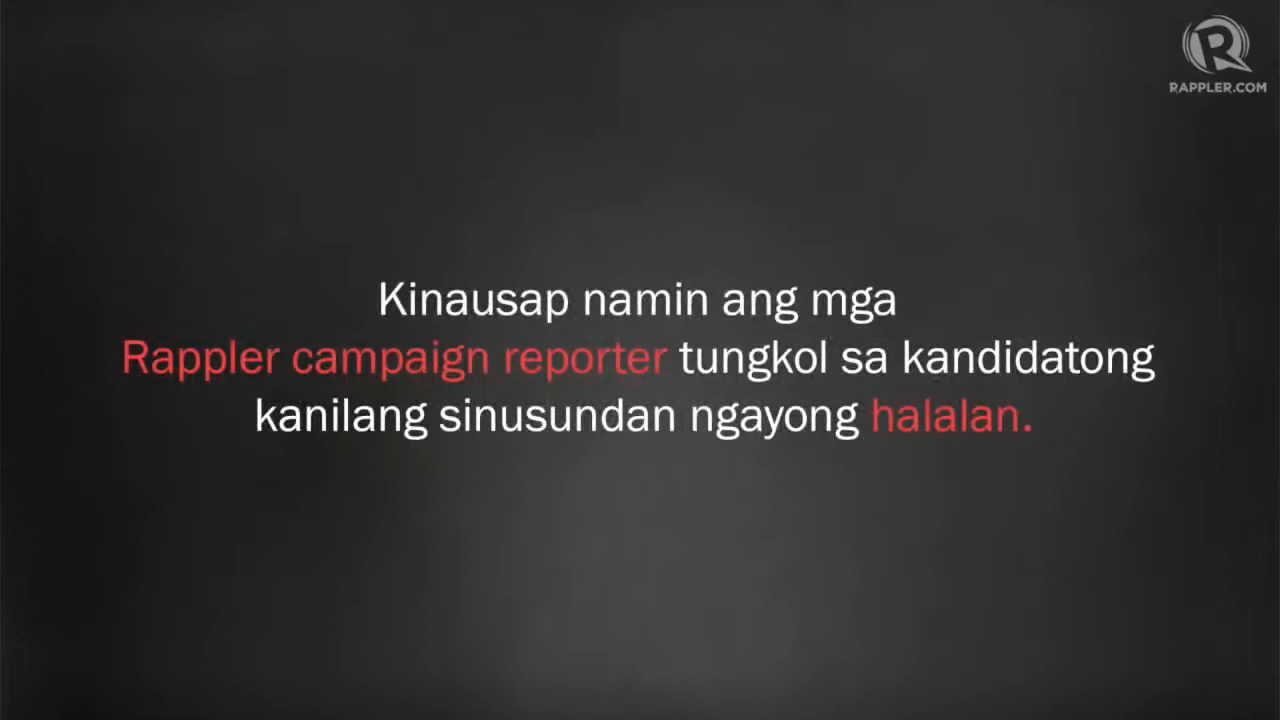 RAPPLER.COM
Kinausap namin ang mga
Rappler campaign reporter tungkol sa kandidatong
kanilang sinusundan ngayong halalan.